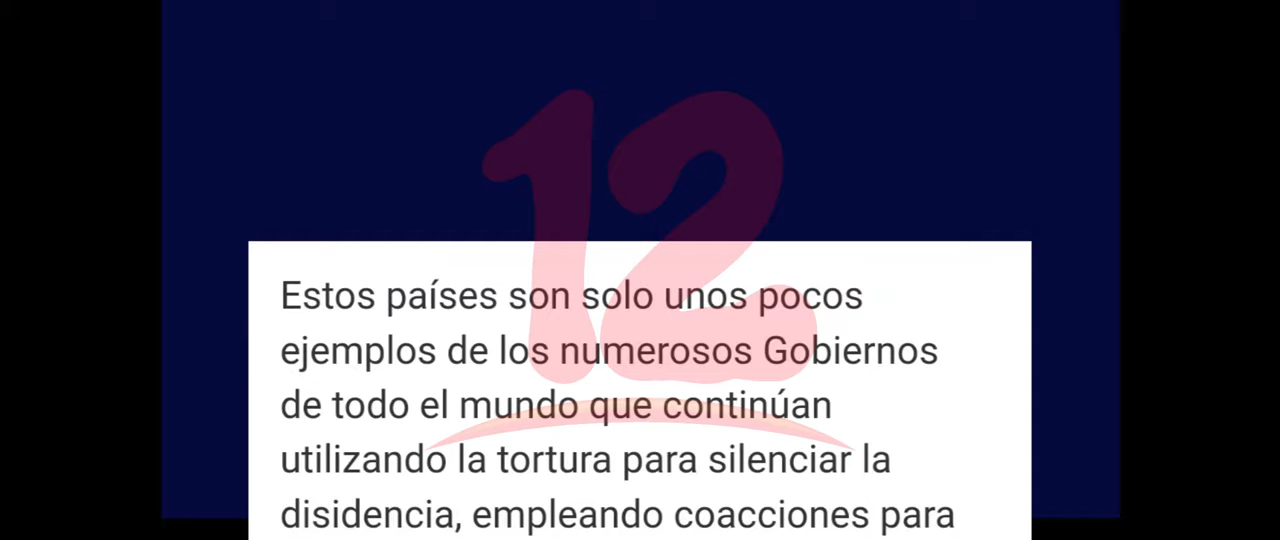 12
Estos países son solo unos pocos
ejemplos de los numerosos Gobiernos
de todo el mundo que continúan
utilizando la tortura para silenciar la
disidencia, empleando coacciones para